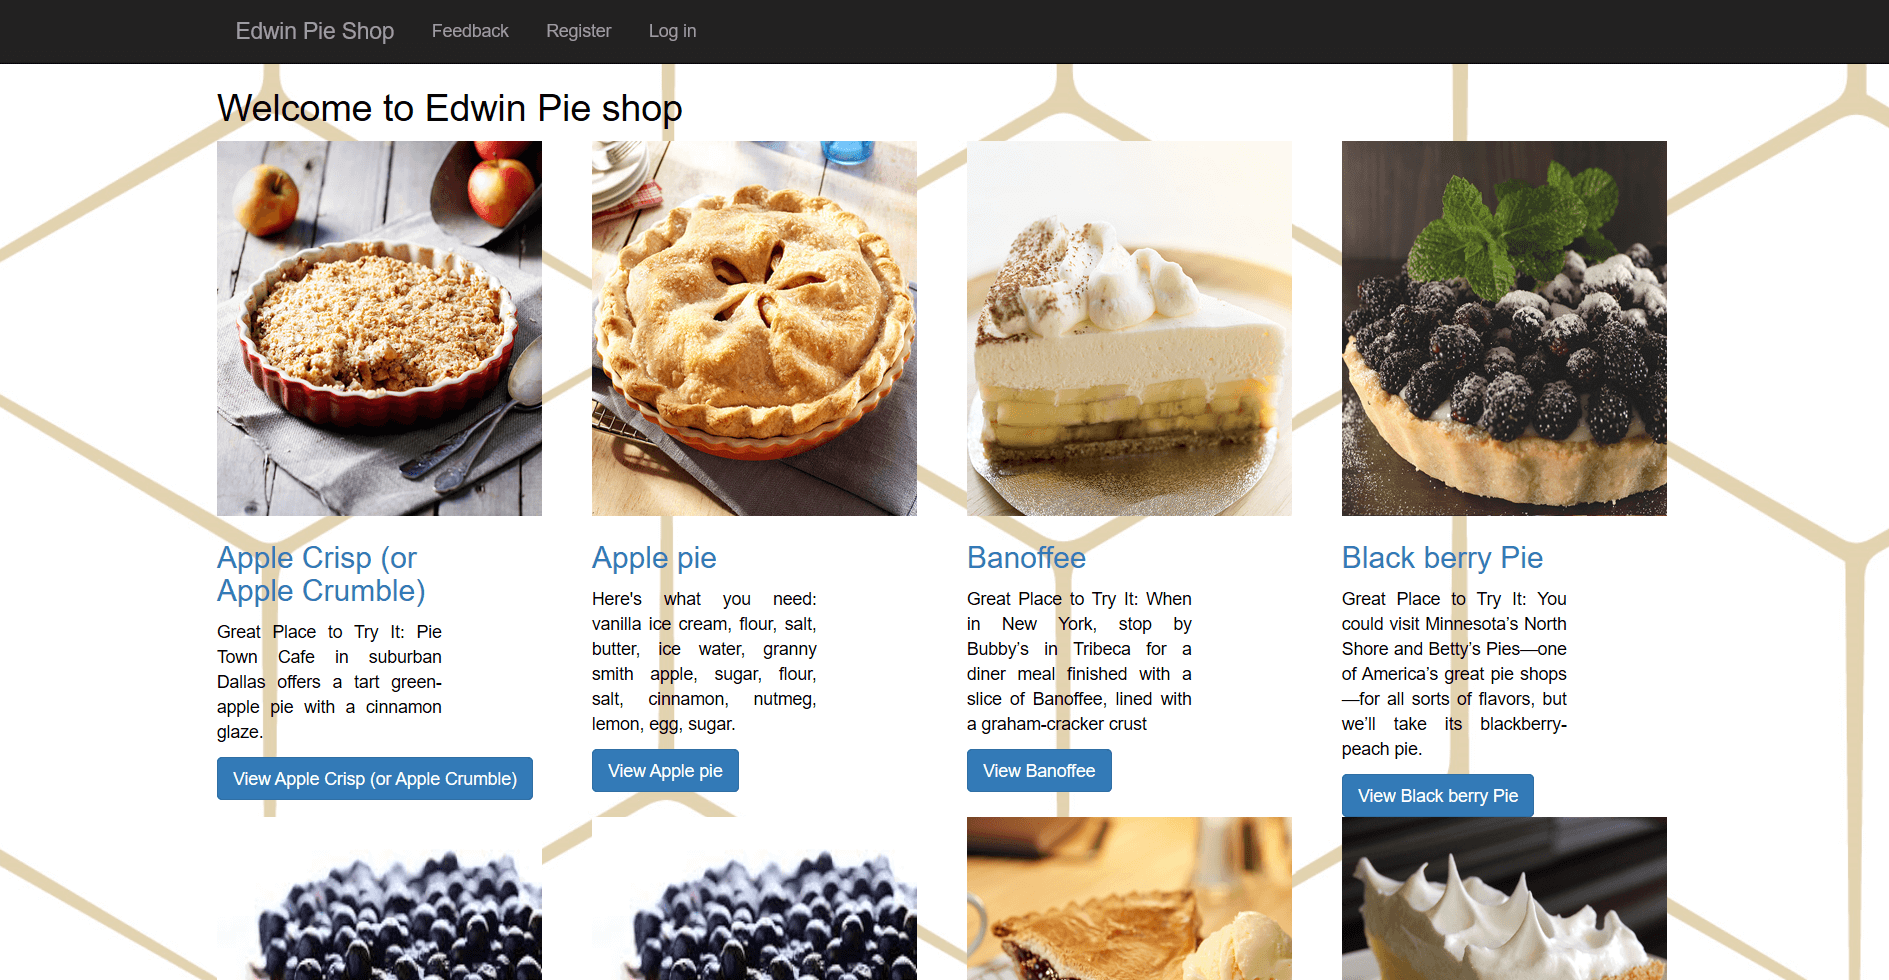 Edwin Pie Shop Feedback Register Log in
Welcome to Edwin Pie shop
Apple Crisp (or
Apple Crumble)
Great Place to Try It: Pie
Town Cafe in suburban
Dallas offers a tart green-
apple pie with a cinnamon
glaze.
View Apple Crisp (or Apple Crumble)
Apple pie
Here's what you need:
vanilla ice cream, flour, salt,
butter, ice water, granny
smith apple, sugar, flour,
salt, cinnamon, nutmeg,
lemon, egg, sugar.
View Apple pie
Banoffee
Great Place to Try It: When
in New York, stop by
Bubby’s in Tribeca for a
diner meal finished with a
slice of Banoffee, lined with
a graham-cracker crust
View Banoffee
Black berry Pie
Great Place to Try It: You
could visit Minnesota’s North
Shore and Betty’s Pies—one
of America’s great pie shops
—for all sorts of flavors, but
we’ll take its blackberry-
peach pie.
View Black berry Pie